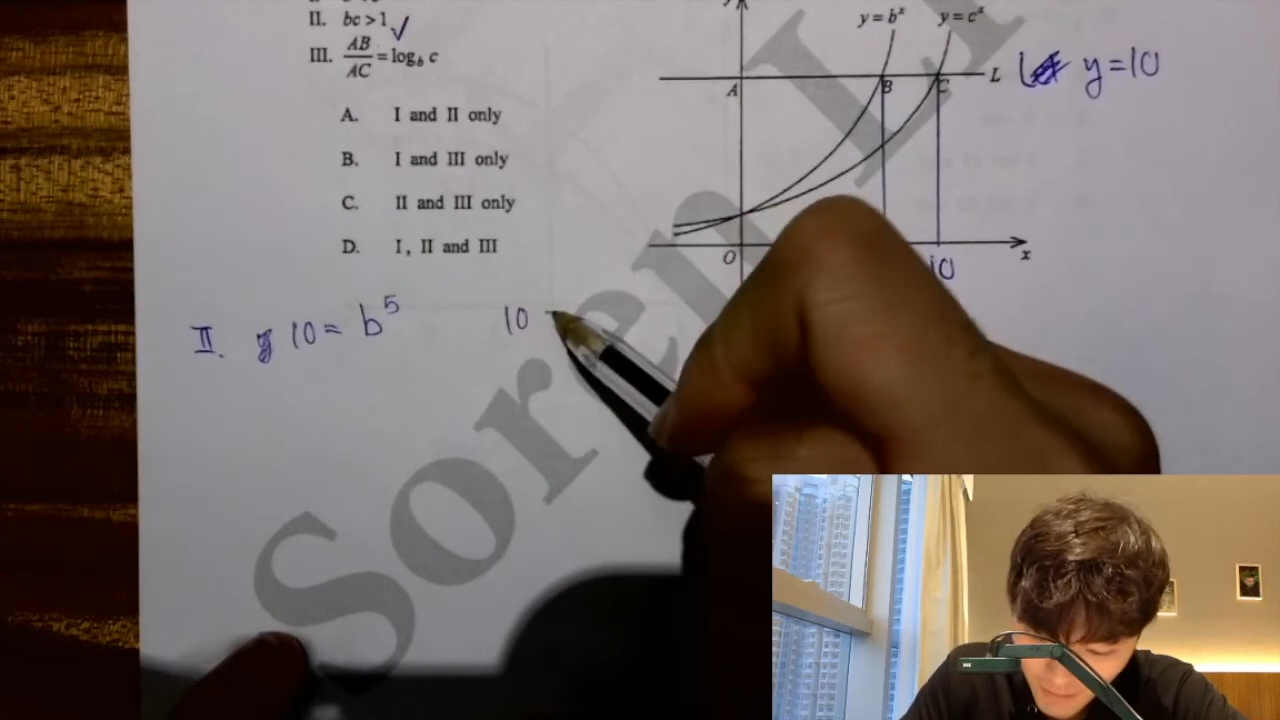 II. bc > 1 ✓
III. AB/AC = log_b c
A. I and II only
B. I and III only
C. II and III only
D. I, II and III
y = b^x
y = c^x
A
B
C
L
y=10
O
10
x
II. 10 = b^5
10
Soren L